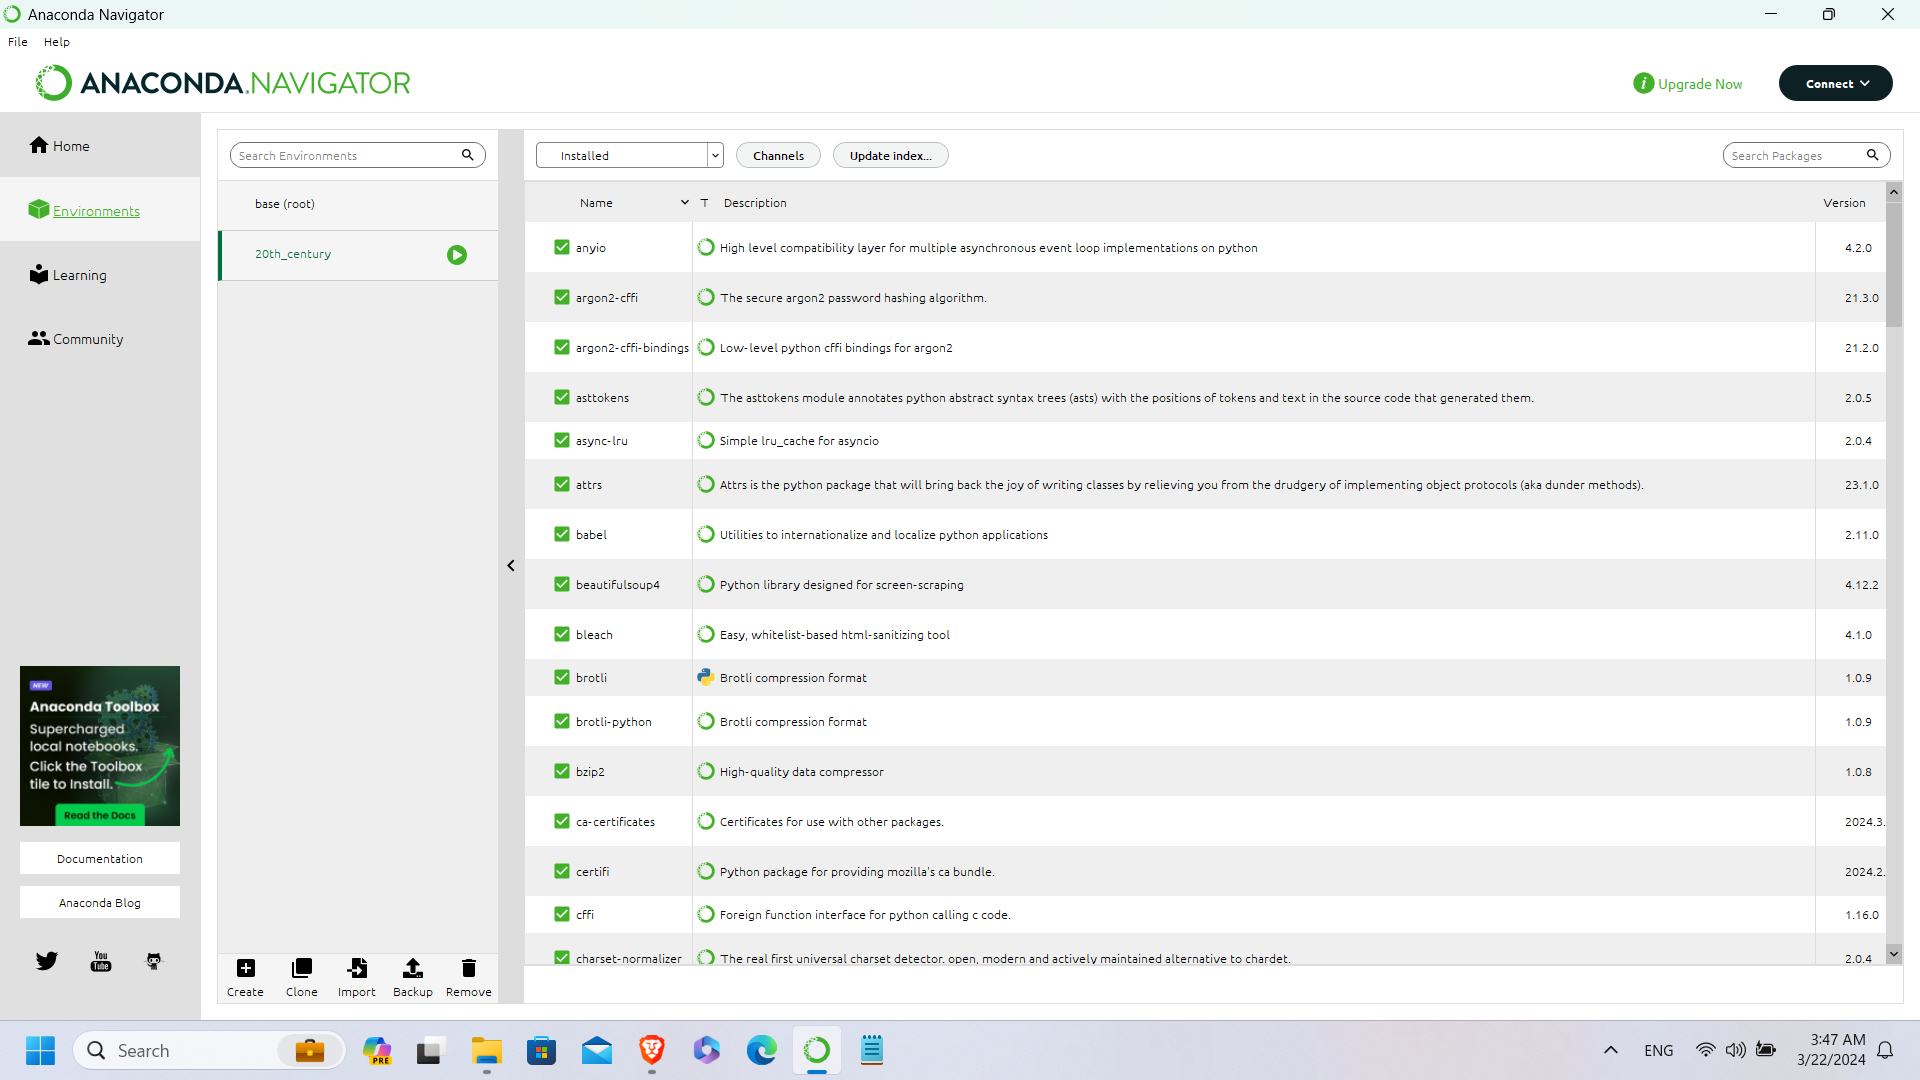 Anaconda Navigator
File Help
ANACONDA.NAVIGATOR
i Upgrade Now
Connect
Home
Environments
Learning
Community
NEW
Anaconda Toolbox
Supercharged
local notebooks.
Click the Toolbox
tile to Install.
Read the Docs
Documentation
Anaconda Blog
You
Tube
Search Environments
base (root)
20th_century
Create Clone Import Backup Remove
Installed Channels Update index... Search Packages
Name T Description Version
anyio High level compatibility layer for multiple asynchronous event loop implementations on python 4.2.0
argon2-cffi The secure argon2 password hashing algorithm. 21.3.0
argon2-cffi-bindings Low-level python cffi bindings for argon2 21.2.0
asttokens The asttokens module annotates python abstract syntax trees (asts) with the positions of tokens and text in the source code that generated them. 2.0.5
async-lru Simple lru_cache for asyncio 2.0.4
attrs Attrs is the python package that will bring back the joy of writing classes by relieving you from the drudgery of implementing object protocols (aka dunder methods). 23.1.0
babel Utilities to internationalize and localize python applications 2.11.0
beautifulsoup4 Python library designed for screen-scraping 4.12.2
bleach Easy, whitelist-based html-sanitizing tool 4.1.0
brotli Brotli compression format 1.0.9
brotli-python Brotli compression format 1.0.9
bzip2 High-quality data compressor 1.0.8
ca-certificates Certificates for use with other packages. 2024.3.
certifi Python package for providing mozilla's ca bundle. 2024.2.
cffi Foreign function interface for python calling c code. 1.16.0
charset-normalizer The real first universal charset detector. open, modern and actively maintained alternative to chardet. 2.0.4
Search
PRE
ENG
3:47 AM
3/22/2024